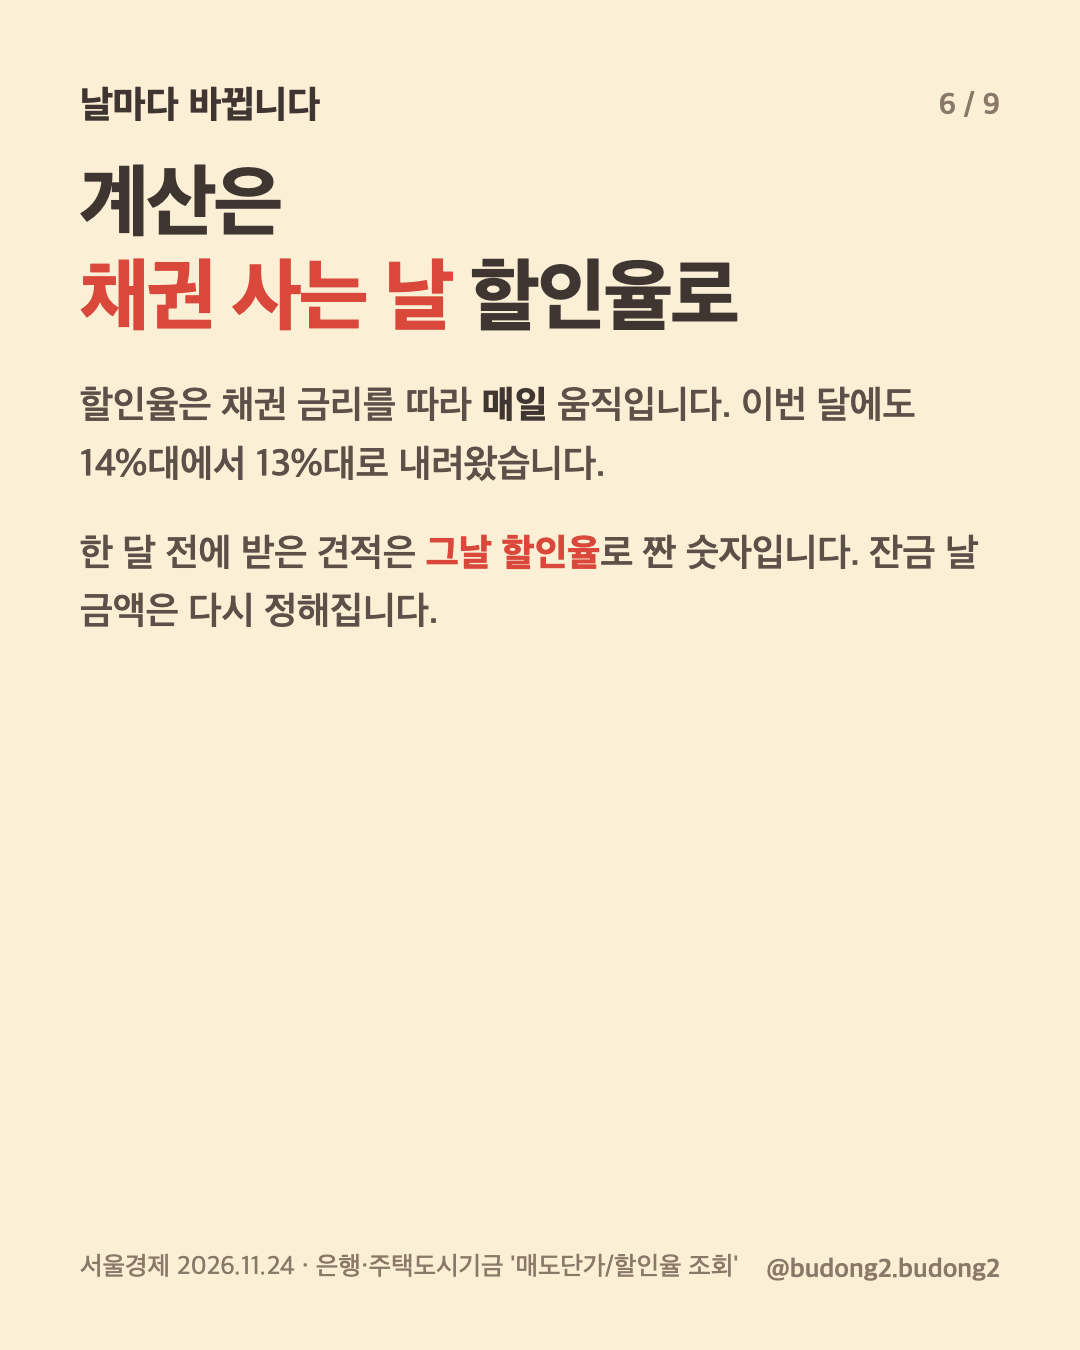 날마다 바뀝니다
6 / 9
계산은
채권 사는 날 할인율로
할인율은 채권 금리를 따라 매일 움직입니다. 이번 달에도
14%대에서 13%대로 내려왔습니다.
한 달 전에 받은 견적은 그날 할인율로 짠 숫자입니다. 잔금 날
금액은 다시 정해집니다.
서울경제 2026.11.24 · 은행·주택도시기금 '매도단가/할인율 조회'
@budong2.budong2